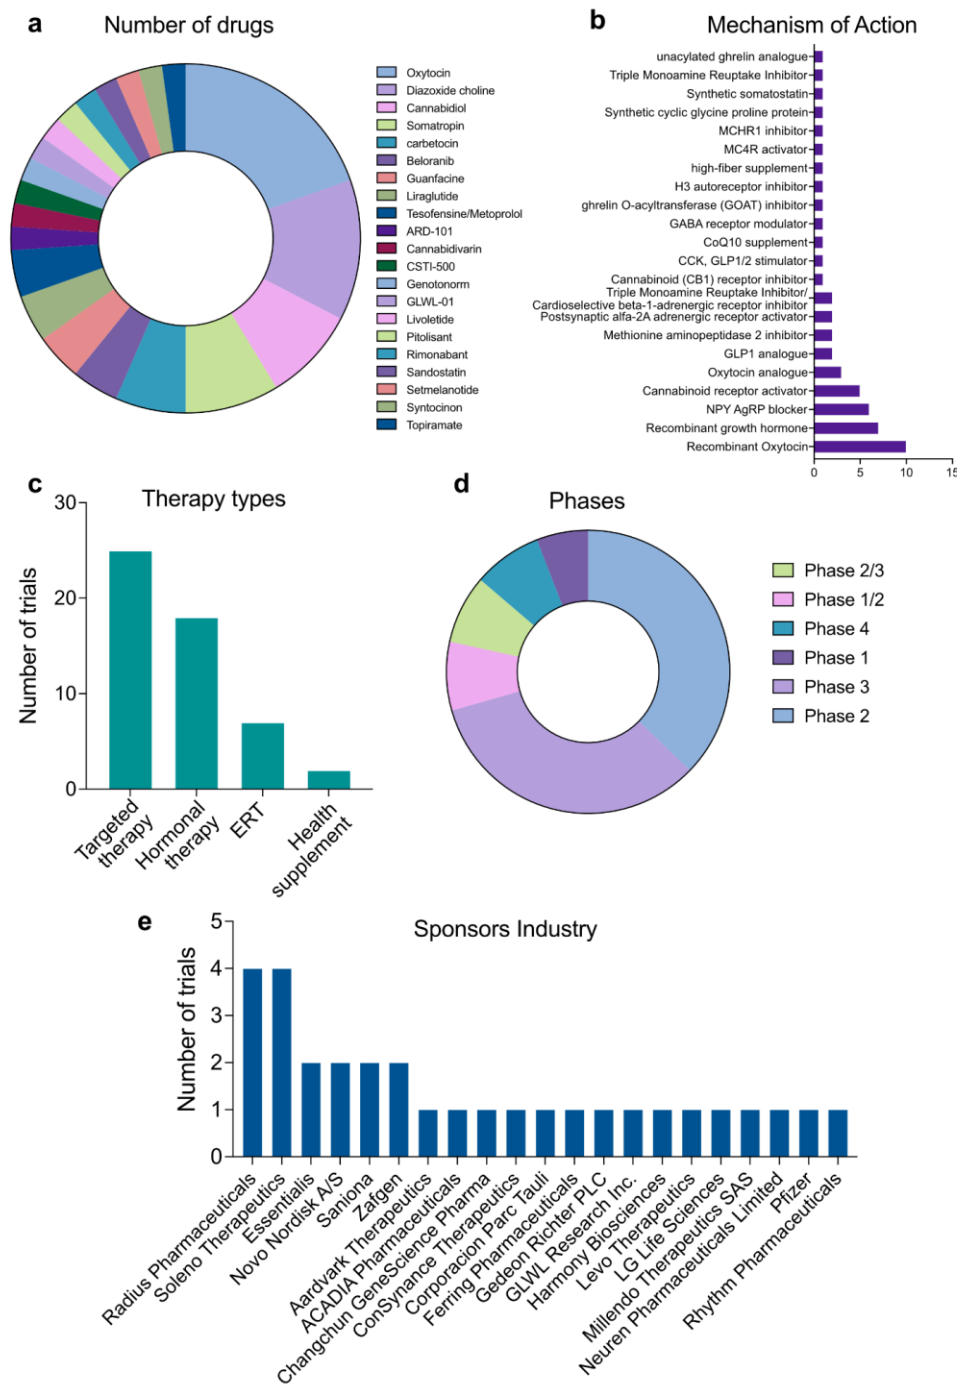 a
Number of drugs
Oxytocin
Diazoxide choline
Cannabidiol
Somatropin
carbetocin
Beloranib
Guanfacine
Liraglutide
Tesofensine/Metoprolol
ARD-101
Cannabidivarin
CSTI-500
Genotonorm
GLWL-01
Livoletide
Pitolisant
Rimonabant
Sandostatin
Setmelanotide
Syntocinon
Topiramate
b
Mechanism of Action
unacylated ghrelin analogue
Triple Monoamine Reuptake Inhibitor
Synthetic somatostatin
Synthetic cyclic glycine proline protein
MCHR1 inhibitor
MC4R activator
high-fiber supplement
H3 autoreceptor inhibitor
ghrelin O-acyltransferase (GOAT) inhibitor
GABA receptor modulator
CoQ10 supplement
CCK, GLP1/2 stimulator
Cannabinoid (CB1) receptor inhibitor
Triple Monoamine Reuptake Inhibitor/
Cardioselective beta-1-adrenergic receptor inhibitor
Postsynaptic alfa-2A adrenergic receptor activator
Methionine aminopeptidase 2 inhibitor
GLP1 analogue
Oxytocin analogue
Cannabinoid receptor activator
NPY AgRP blocker
Recombinant growth hormone
Recombinant Oxytocin
0 5 10 15
c
Therapy types
Number of trials
30
20
10
0
Targeted
therapy
Hormonal
therapy
ERT
Health
supplement
d
Phases
Phase 2/3
Phase 1/2
Phase 4
Phase 1
Phase 3
Phase 2
e
Sponsors Industry
Number of trials
5
4
3
2
1
0
Radius Pharmaceuticals
Soleno Therapeutics
Essentialis
Novo Nordisk A/S
Saniona
Zafgen
Aardvark Therapeutics
ACADIA Pharmaceuticals
Changchun GeneScience Pharma
ConSynance Therapeutics
Corporacion Parc Tauli
Ferring Pharmaceuticals
Gedeon Richter PLC
GLWL Research Inc.
Harmony Biosciences
Levo Therapeutics
LG Life Sciences
Millendo Therapeutics SAS
Neuren Pharmaceuticals Limited
Pfizer
Rhythm Pharmaceuticals